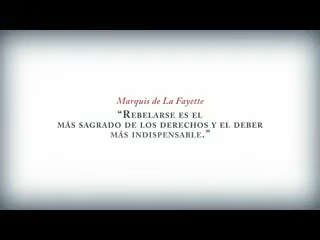 Marquis de La Fayette
“Rebelarse es el
más sagrado de los derechos y el deber
más indispensable.”